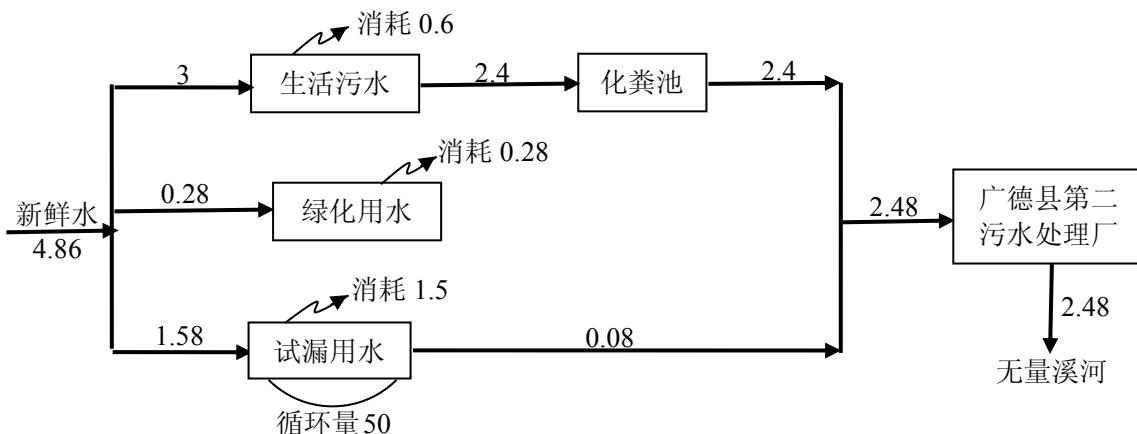 消耗 0.6
3
生活污水
2.4
化粪池
2.4
消耗 0.28
新鲜水
4.86
0.28
绿化用水
2.48
广德县第二
污水处理厂
消耗 1.5
1.58
试漏用水
0.08
循环量 50
2.48
无量溪河